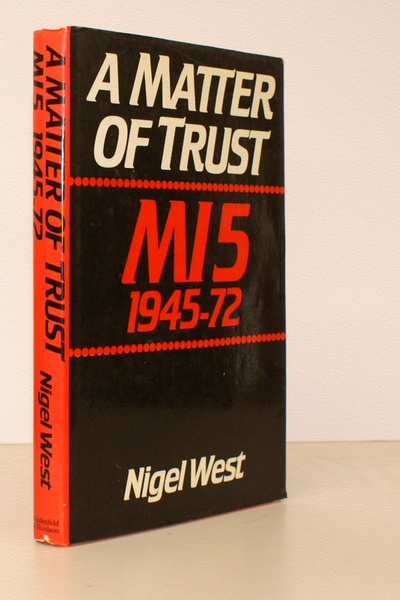 A MATTER OF TRUST
MI5 1945-72
Nigel West
A MATTER
OF TRUST
MI5
1945-72
Nigel West